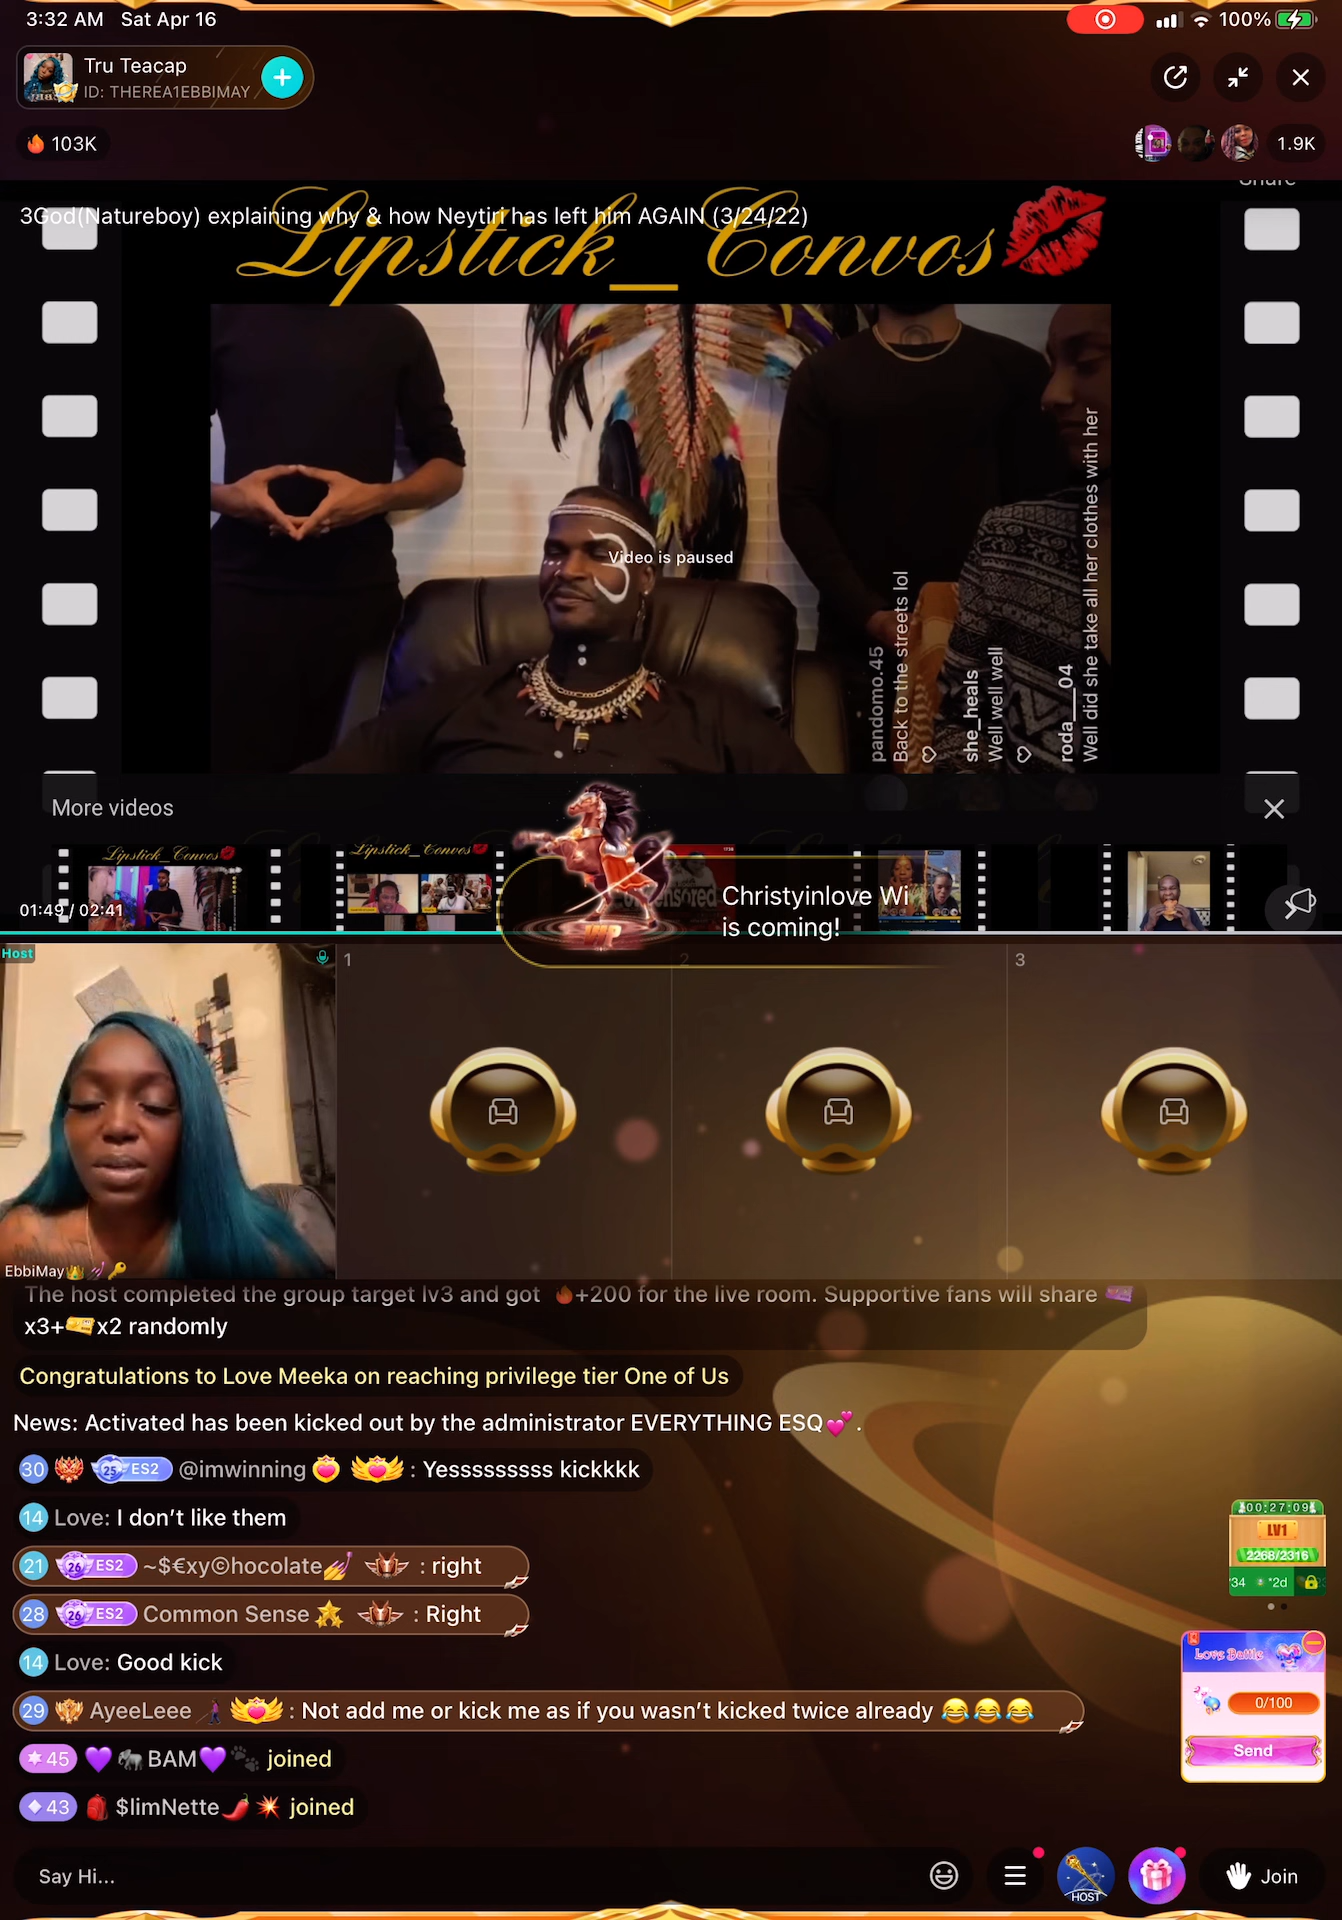 3:32 AM Sat Apr 16
100%
Tru Teacap
ID: THEREA1EBBIMAY
103K
1.9K
Share
3God(Natureboy) explaining why & how Neytiri has left him AGAIN (3/24/22)
Lipstick_Convos
Video is paused
pandomo.45
Back to the streets lol
she_heals
Well well well
roda___04
Well did she take all her clothes with her
More videos
Lipstick_Convos
Lipstick_Convos
01:49 / 02:41
Christyinlove Wi
is coming!
VIP
Host
1
2
3
EbbiMay
The host completed the group target lv3 and got +200 for the live room. Supportive fans will share
x3+ x2 randomly
Congratulations to Love Meeka on reaching privilege tier One of Us
News: Activated has been kicked out by the administrator EVERYTHING ESQ💕.
30 25 ES2 @imwinning : Yesssssssss kickkkk
14 Love: I don't like them
21 26 ES2 ~$€xy©hocolate💅 : right
28 26 ES2 Common Sense : Right
14 Love: Good kick
29 AyeeLeee : Not add me or kick me as if you wasn't kicked twice already 😂😂😂
45 💜🐘BAM💜🐾 joined
43 🎒 $limNette🌶💥 joined
00:27:09
LV1
2268/2316
34 *2d
Love Battle
0/100
Send
Say Hi...
HOST
Join